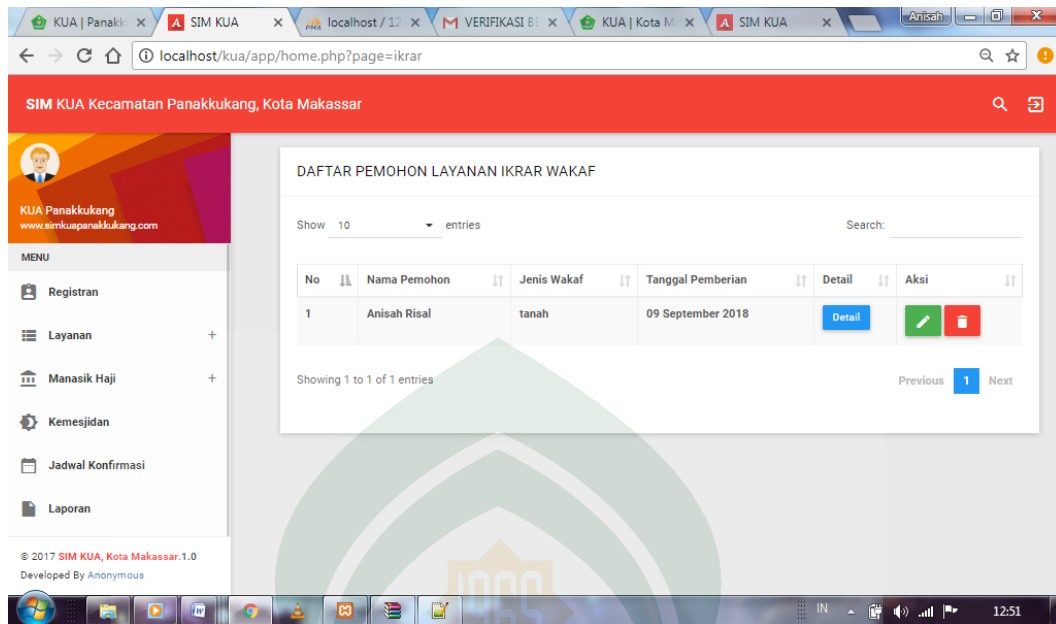 KUA | Panakk
SIM KUA
localhost / 12
VERIFIKASI BE
KUA | Kota M
SIM KUA
Anisah
localhost/kua/app/home.php?page=ikrar
SIM KUA Kecamatan Panakkukang, Kota Makassar
KUA Panakkukang
www.simkuapanakkukang.com
MENU
Registran
Layanan +
Manasik Haji +
Kemesjidan
Jadwal Konfirmasi
Laporan
© 2017 SIM KUA, Kota Makassar.1.0
Developed By Anonymous
DAFTAR PEMOHON LAYANAN IKRAR WAKAF
Show 10 entries Search:
No Nama Pemohon Jenis Wakaf Tanggal Pemberian Detail Aksi
1 Anisah Risal tanah 09 September 2018 Detail
Showing 1 to 1 of 1 entries Previous 1 Next
1965
IN 12:51